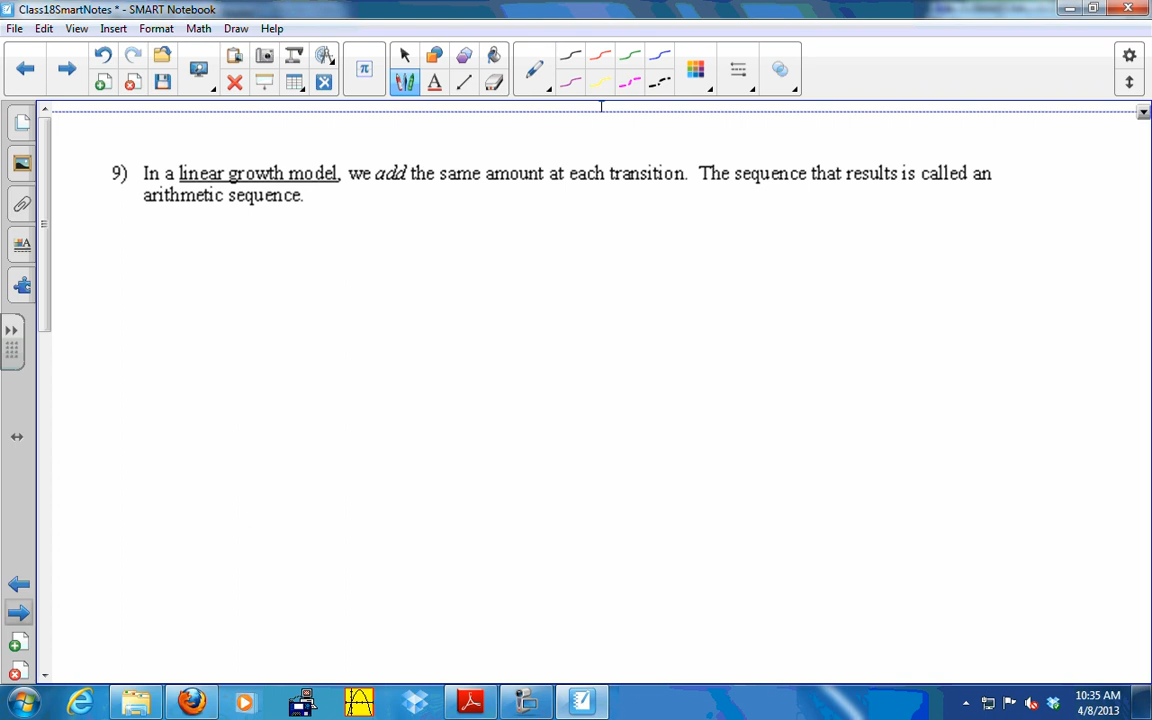 Class18SmartNotes * - SMART Notebook
File Edit View Insert Format Math Draw Help
9) In a linear growth model, we add the same amount at each transition. The sequence that results is called an
arithmetic sequence.
10:35 AM
4/8/2013